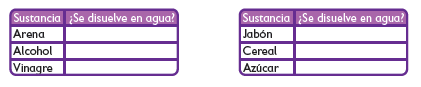 Sustancia ¿Se disuelve en agua?
Arena
Alcohol
Vinagre
Sustancia ¿Se disuelve en agua?
Jabón
Cereal
Azúcar